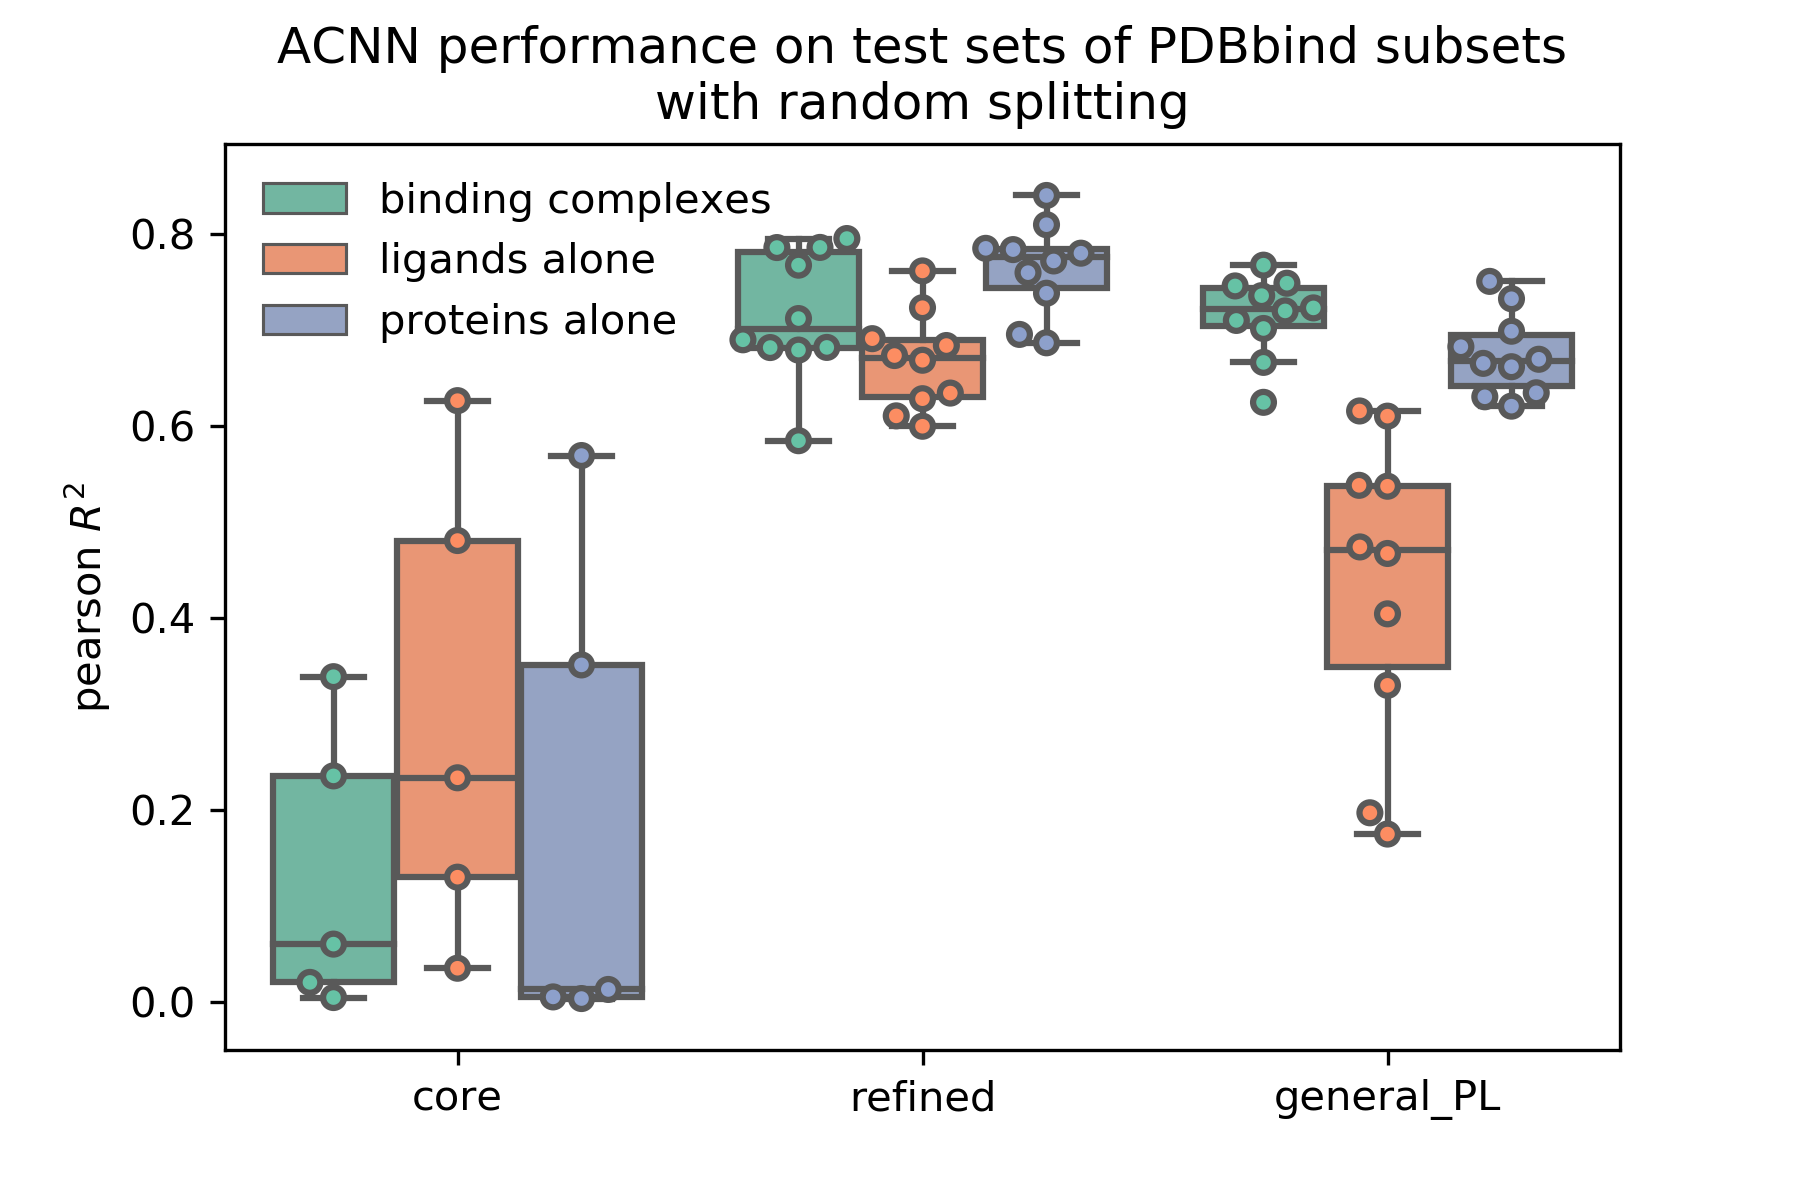 ACNN performance on test sets of PDBbind subsets
with random splitting
binding complexes
ligands alone
proteins alone
pearson R²
0.8
0.6
0.4
0.2
0.0
core
refined
general_PL